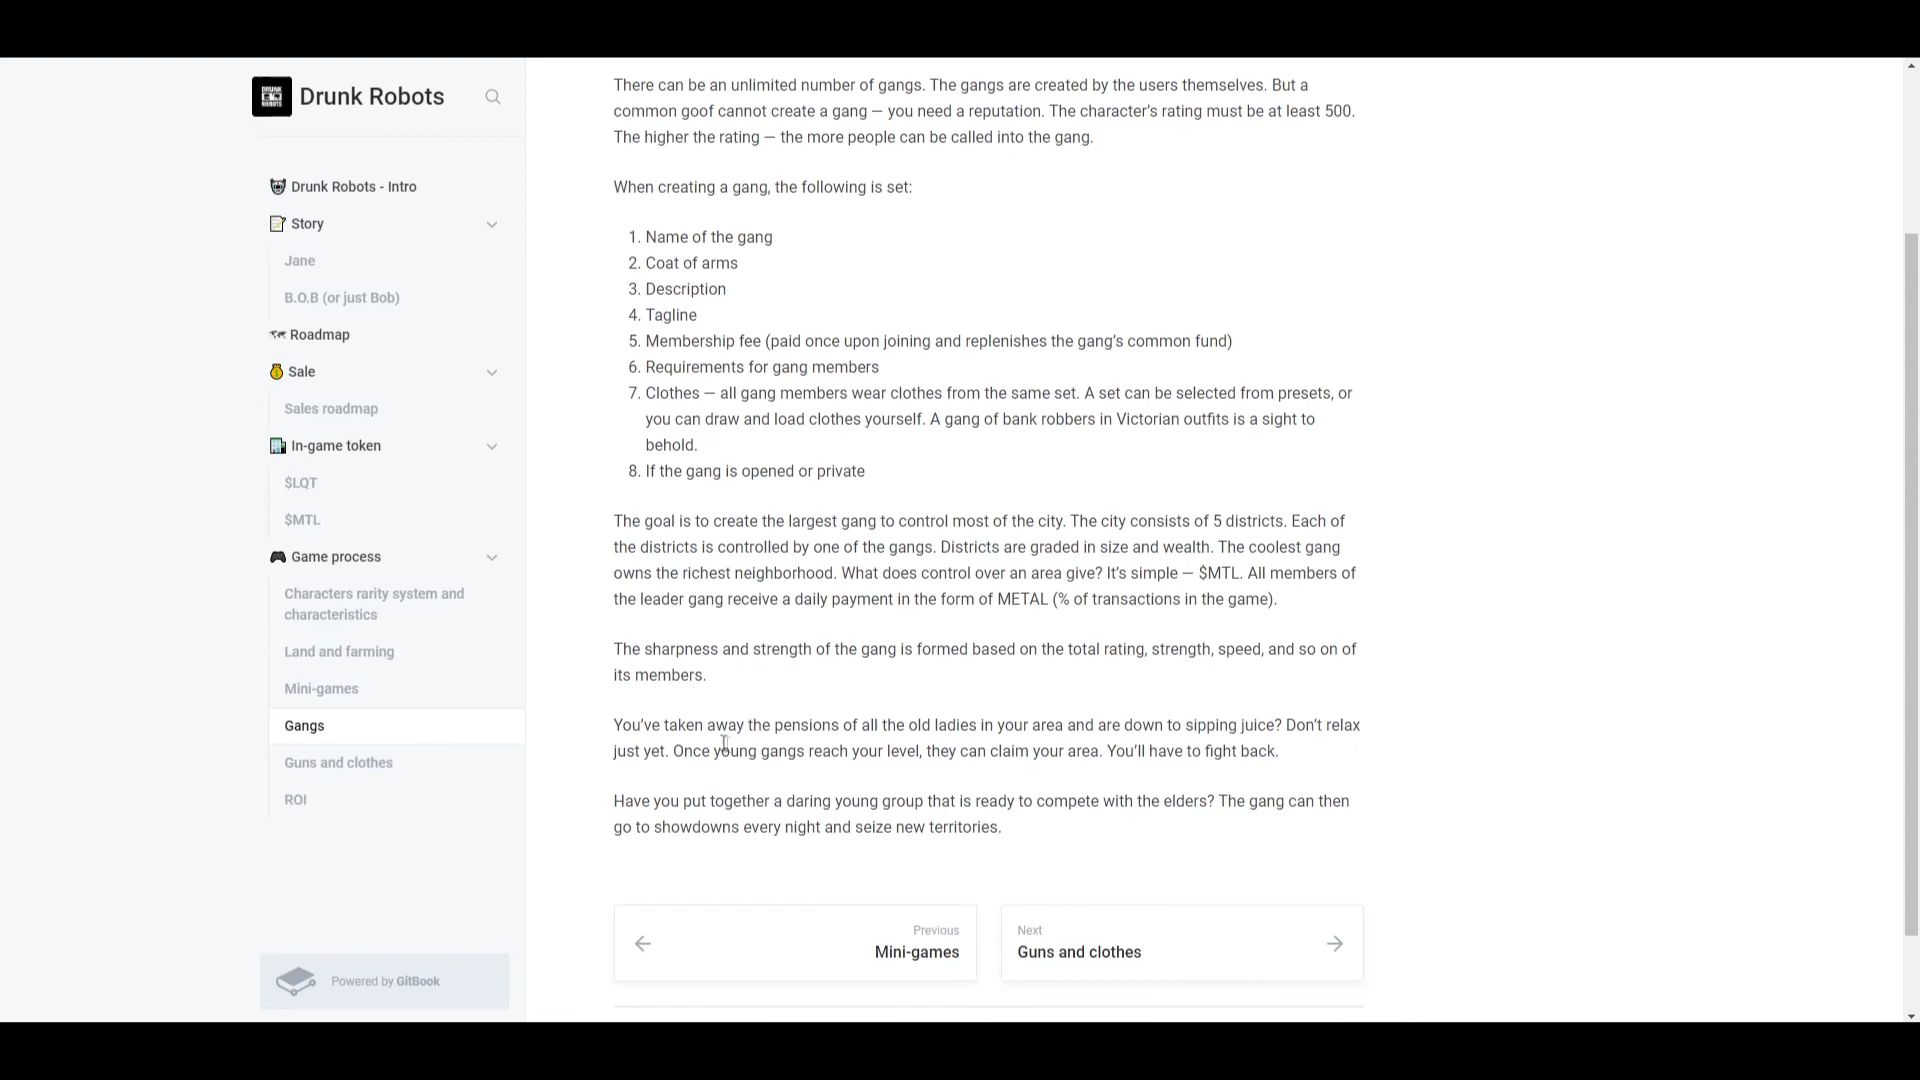 DRUNK ROBOTS
Drunk Robots
Drunk Robots - Intro
Story
Jane
B.O.B (or just Bob)
Roadmap
Sale
Sales roadmap
In-game token
$LQT
$MTL
Game process
Characters rarity system and
characteristics
Land and farming
Mini-games
Gangs
Guns and clothes
ROI
Powered by GitBook
There can be an unlimited number of gangs. The gangs are created by the users themselves. But a
common goof cannot create a gang — you need a reputation. The character's rating must be at least 500.
The higher the rating — the more people can be called into the gang.
When creating a gang, the following is set:
1. Name of the gang
2. Coat of arms
3. Description
4. Tagline
5. Membership fee (paid once upon joining and replenishes the gang’s common fund)
6. Requirements for gang members
7. Clothes — all gang members wear clothes from the same set. A set can be selected from presets, or
you can draw and load clothes yourself. A gang of bank robbers in Victorian outfits is a sight to
behold.
8. If the gang is opened or private
The goal is to create the largest gang to control most of the city. The city consists of 5 districts. Each of
the districts is controlled by one of the gangs. Districts are graded in size and wealth. The coolest gang
owns the richest neighborhood. What does control over an area give? It’s simple — $MTL. All members of
the leader gang receive a daily payment in the form of METAL (% of transactions in the game).
The sharpness and strength of the gang is formed based on the total rating, strength, speed, and so on of
its members.
You’ve taken away the pensions of all the old ladies in your area and are down to sipping juice? Don’t relax
just yet. Once young gangs reach your level, they can claim your area. You’ll have to fight back.
Have you put together a daring young group that is ready to compete with the elders? The gang can then
go to showdowns every night and seize new territories.
Previous
Mini-games
Next
Guns and clothes